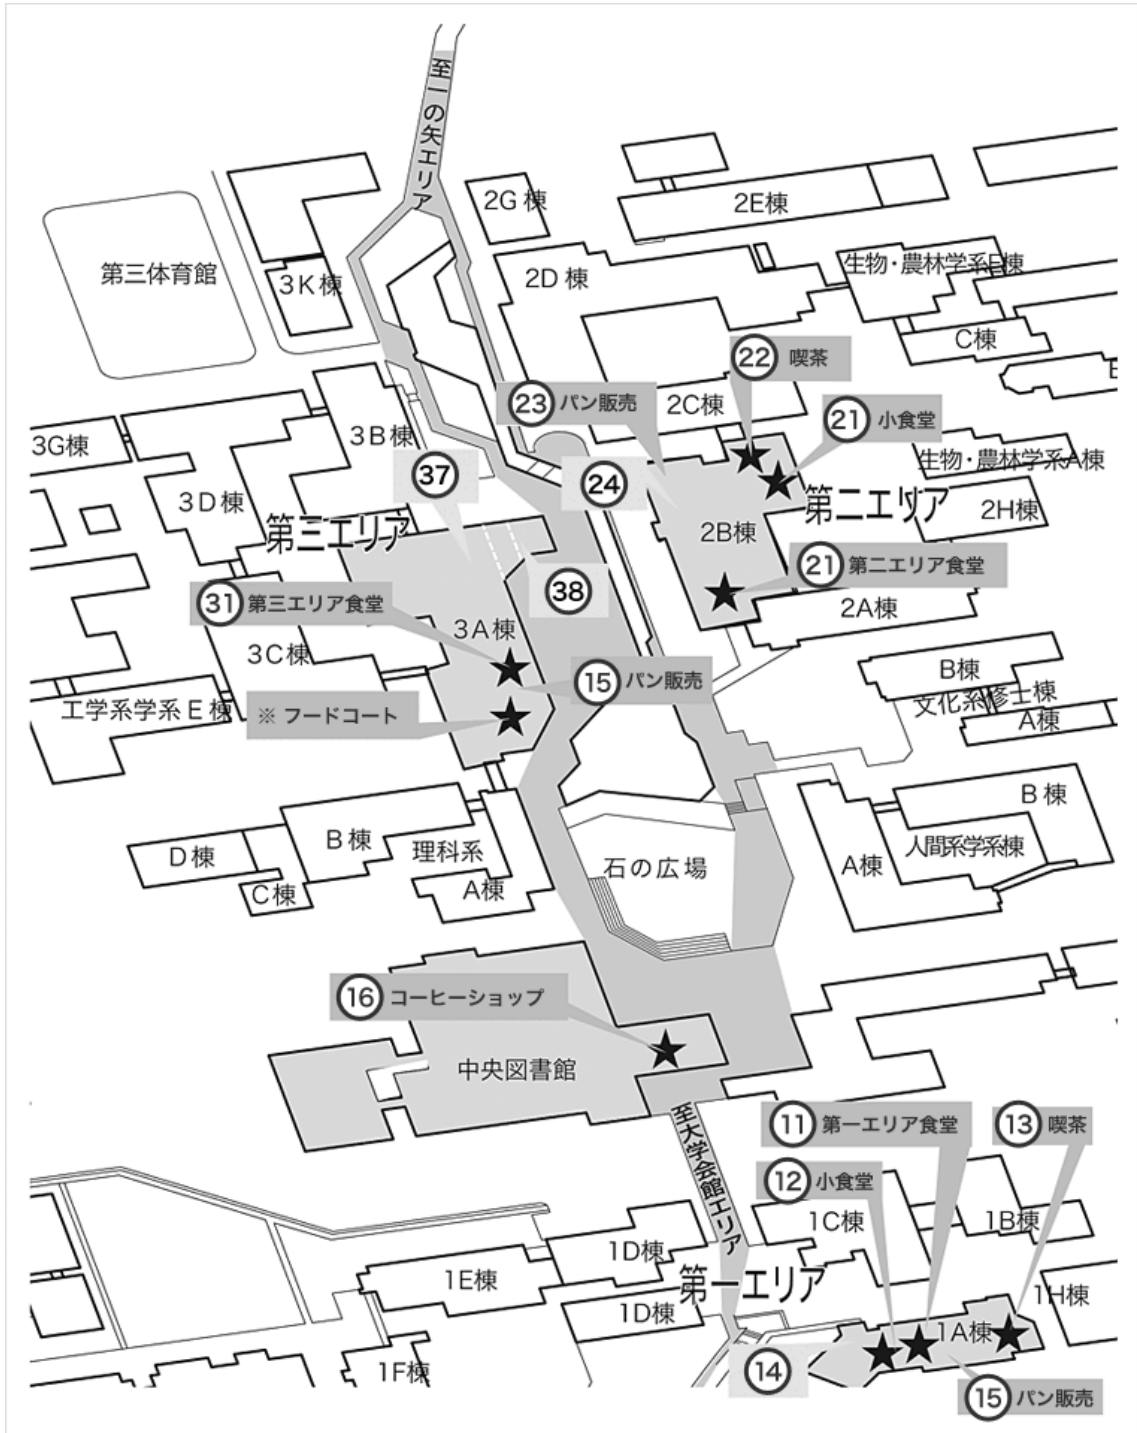 至一の矢エリア
2G棟
2E棟
第三体育館
3K棟
2D棟
生物・農林学系E棟
C棟
22 喫茶
23 パン販売
2C棟
21 小食堂
3G棟
3B棟
生物・農林学系A棟
37
24
3D棟
第三エリア
第二エリア
2H棟
2B棟
21 第二エリア食堂
38
31 第三エリア食堂
2A棟
3A棟
3C棟
15 パン販売
B棟
文化系修士棟
A棟
工学系学系E棟
※ フードコート
B棟
D棟
B棟
理科系
人間系学系棟
A棟
石の広場
C棟
A棟
16 コーヒーショップ
中央図書館
至大学会館エリア
11 第一エリア食堂
13 喫茶
12 小食堂
1C棟
1B棟
1D棟
1E棟
第一エリア
1H棟
1D棟
1A棟
1F棟
14
15 パン販売